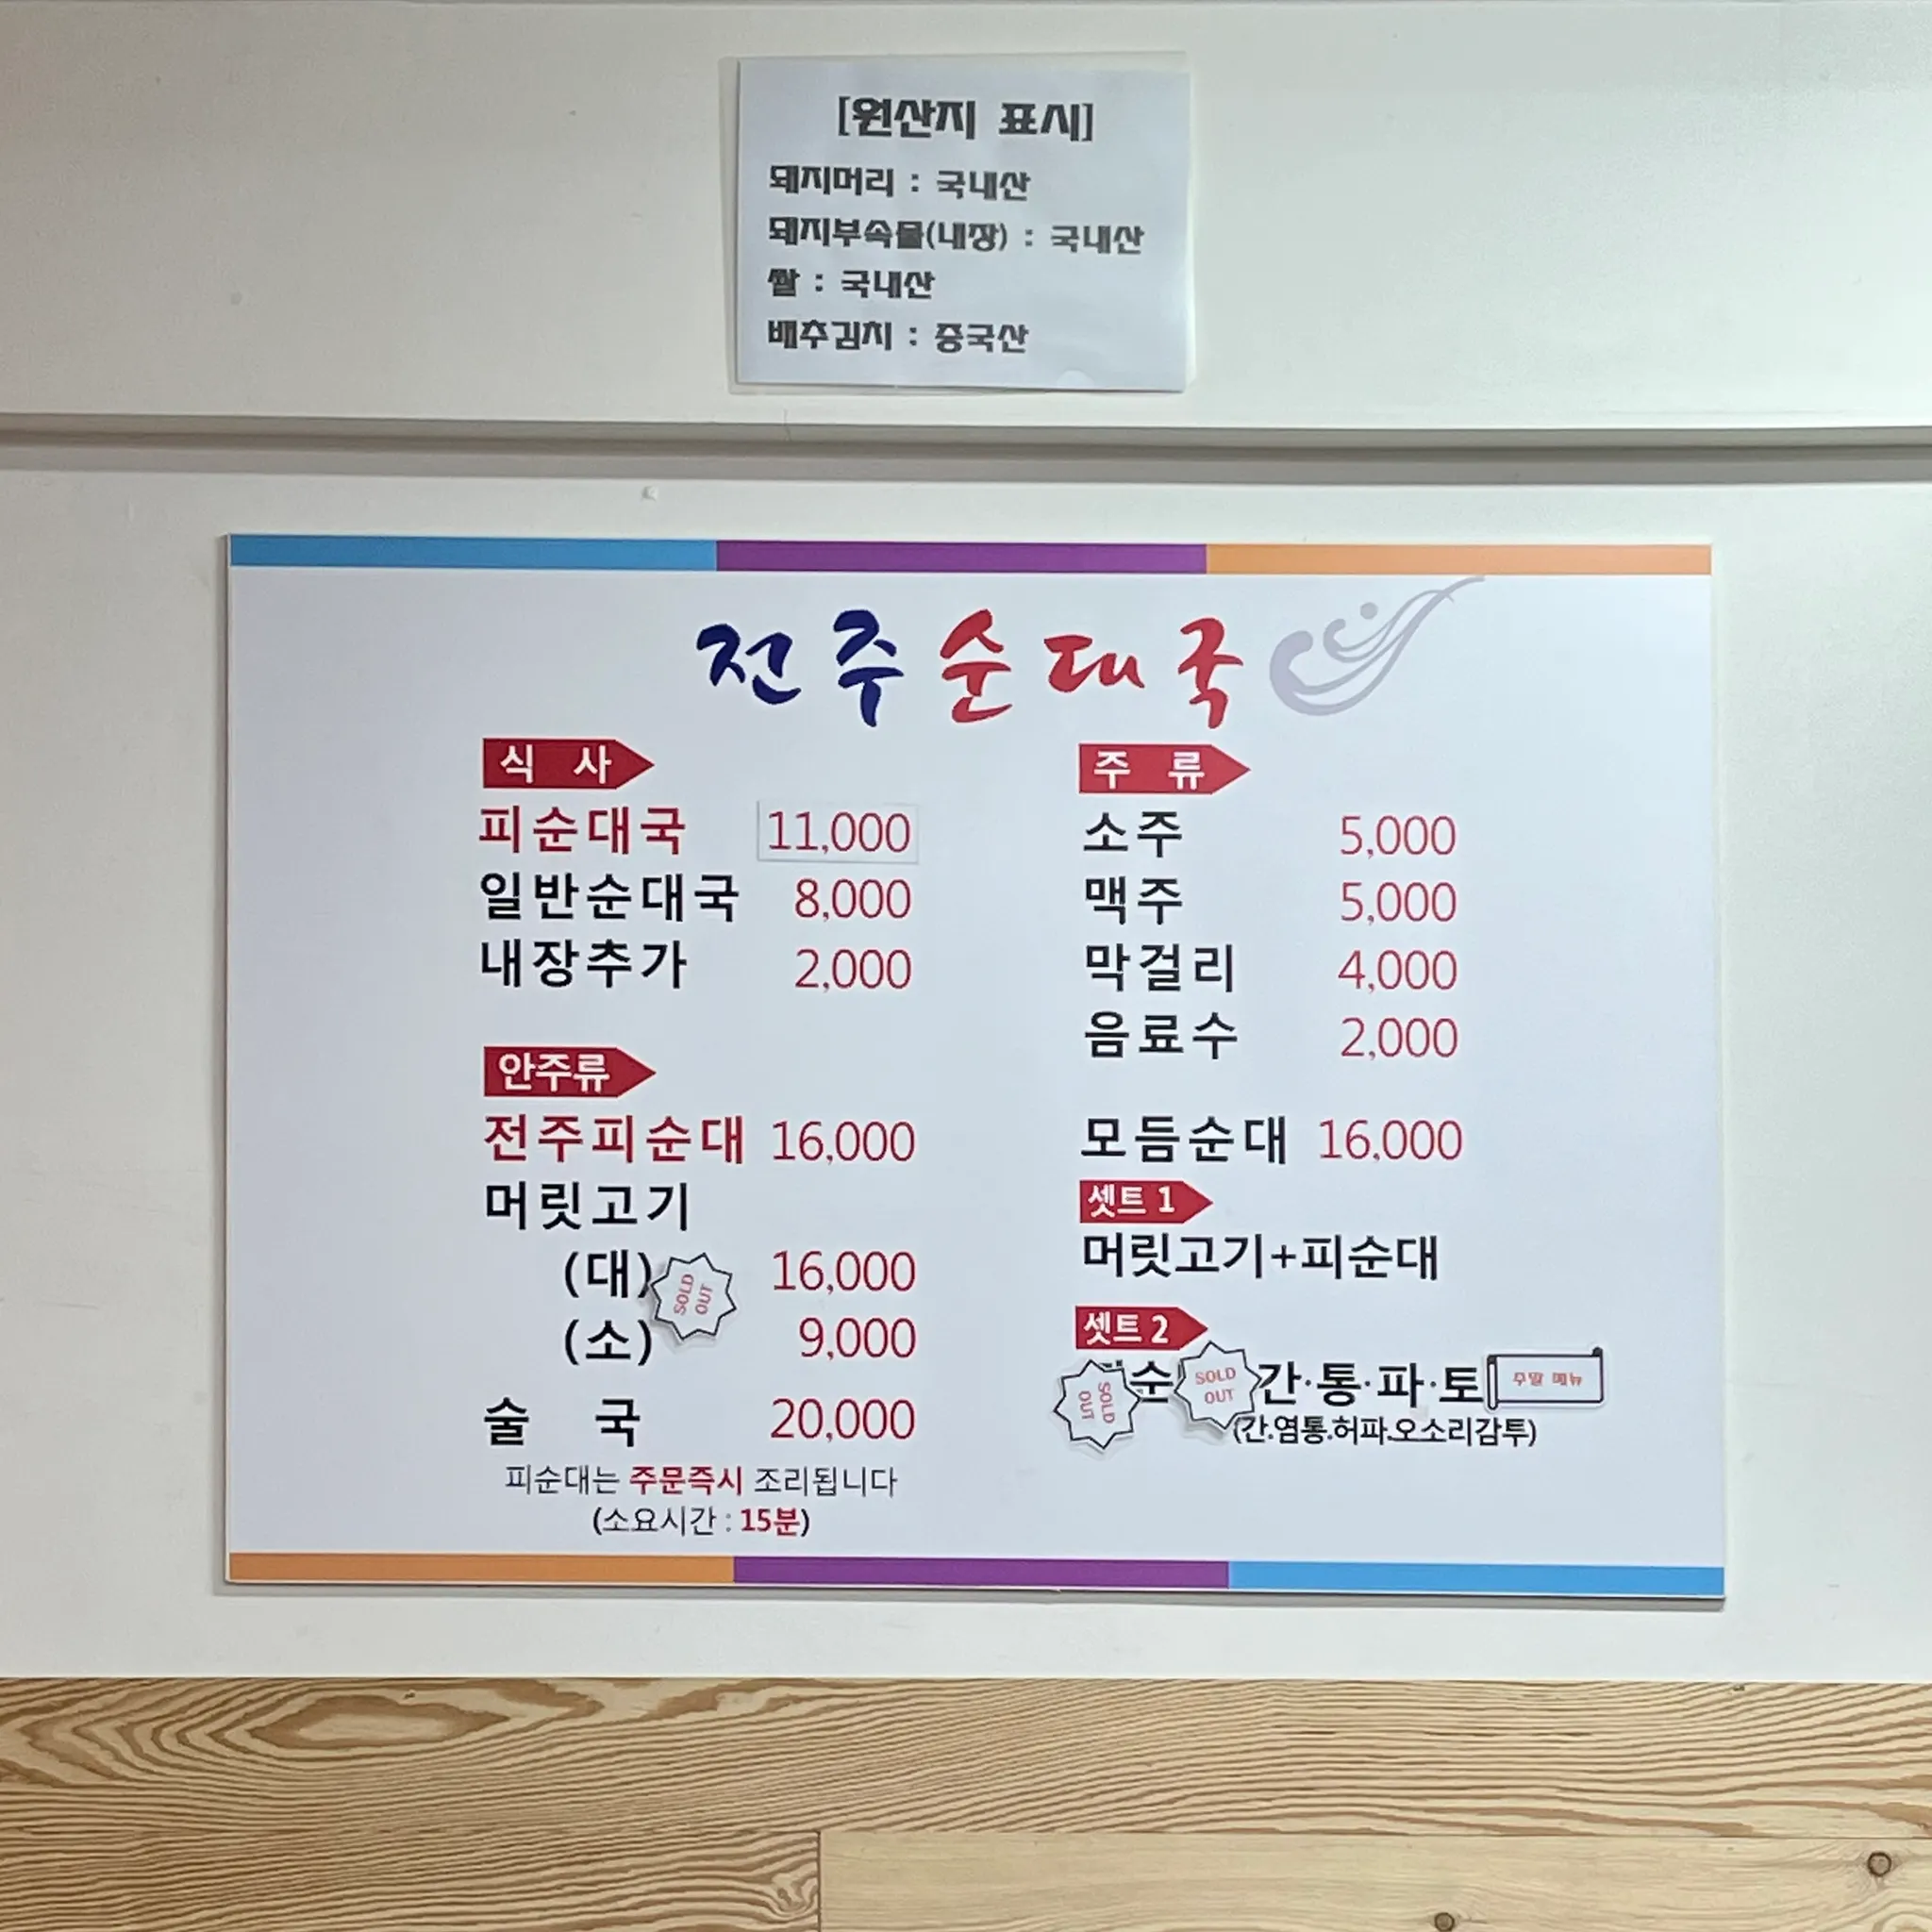 [원산지 표시]
돼지머리 : 국내산
돼지부속물(내장) : 국내산
쌀 : 국내산
배추김치 : 중국산
전주순대국
식 사
피순대국 11,000
일반순대국 8,000
내장추가 2,000
안주류
전주피순대 16,000
머릿고기
(대) 16,000
SOLD OUT
(소) 9,000
술 국 20,000
피순대는 주문즉시 조리됩니다
(소요시간 : 15분)
주 류
소주 5,000
맥주 5,000
막걸리 4,000
음료수 2,000
모듬순대 16,000
셋트 1
머릿고기+피순대
셋트 2
SOLD OUT 순 SOLD OUT 간·통·파·토 주말 메뉴
(간.염통.허파.오소리감투)